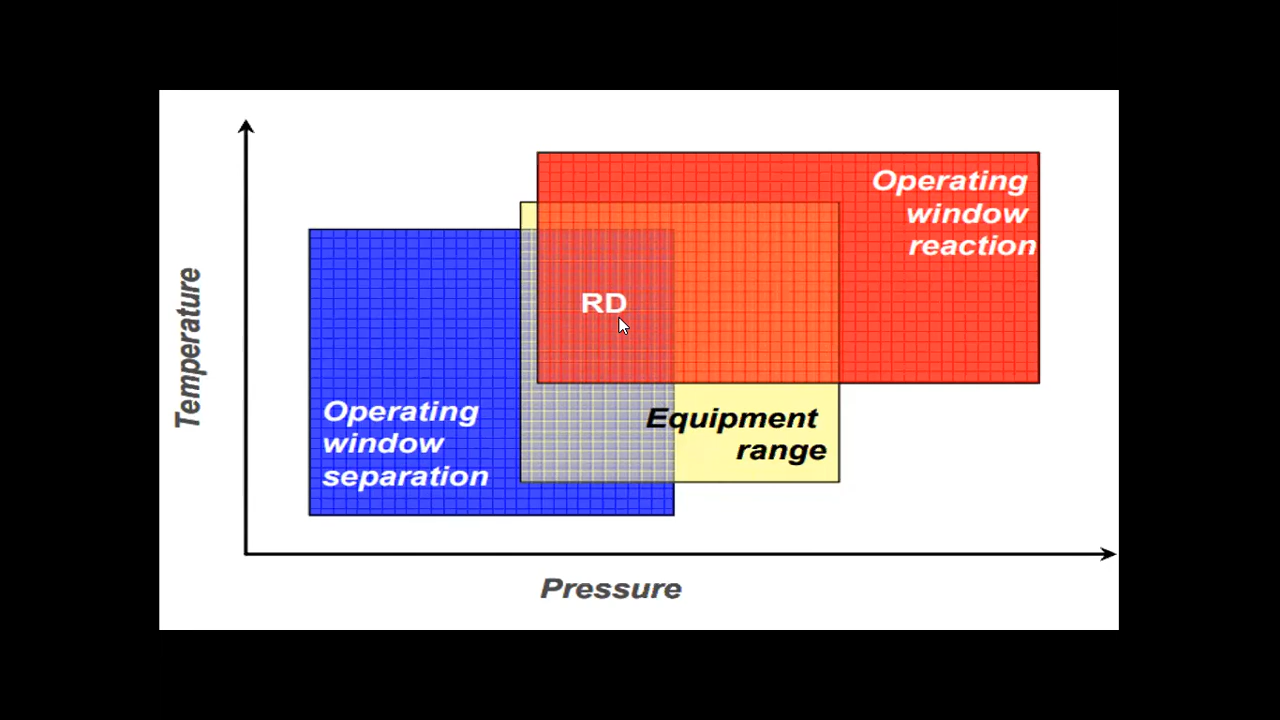 Operating
window
reaction
RD
Equipment
range
Operating
window
separation
Temperature
Pressure